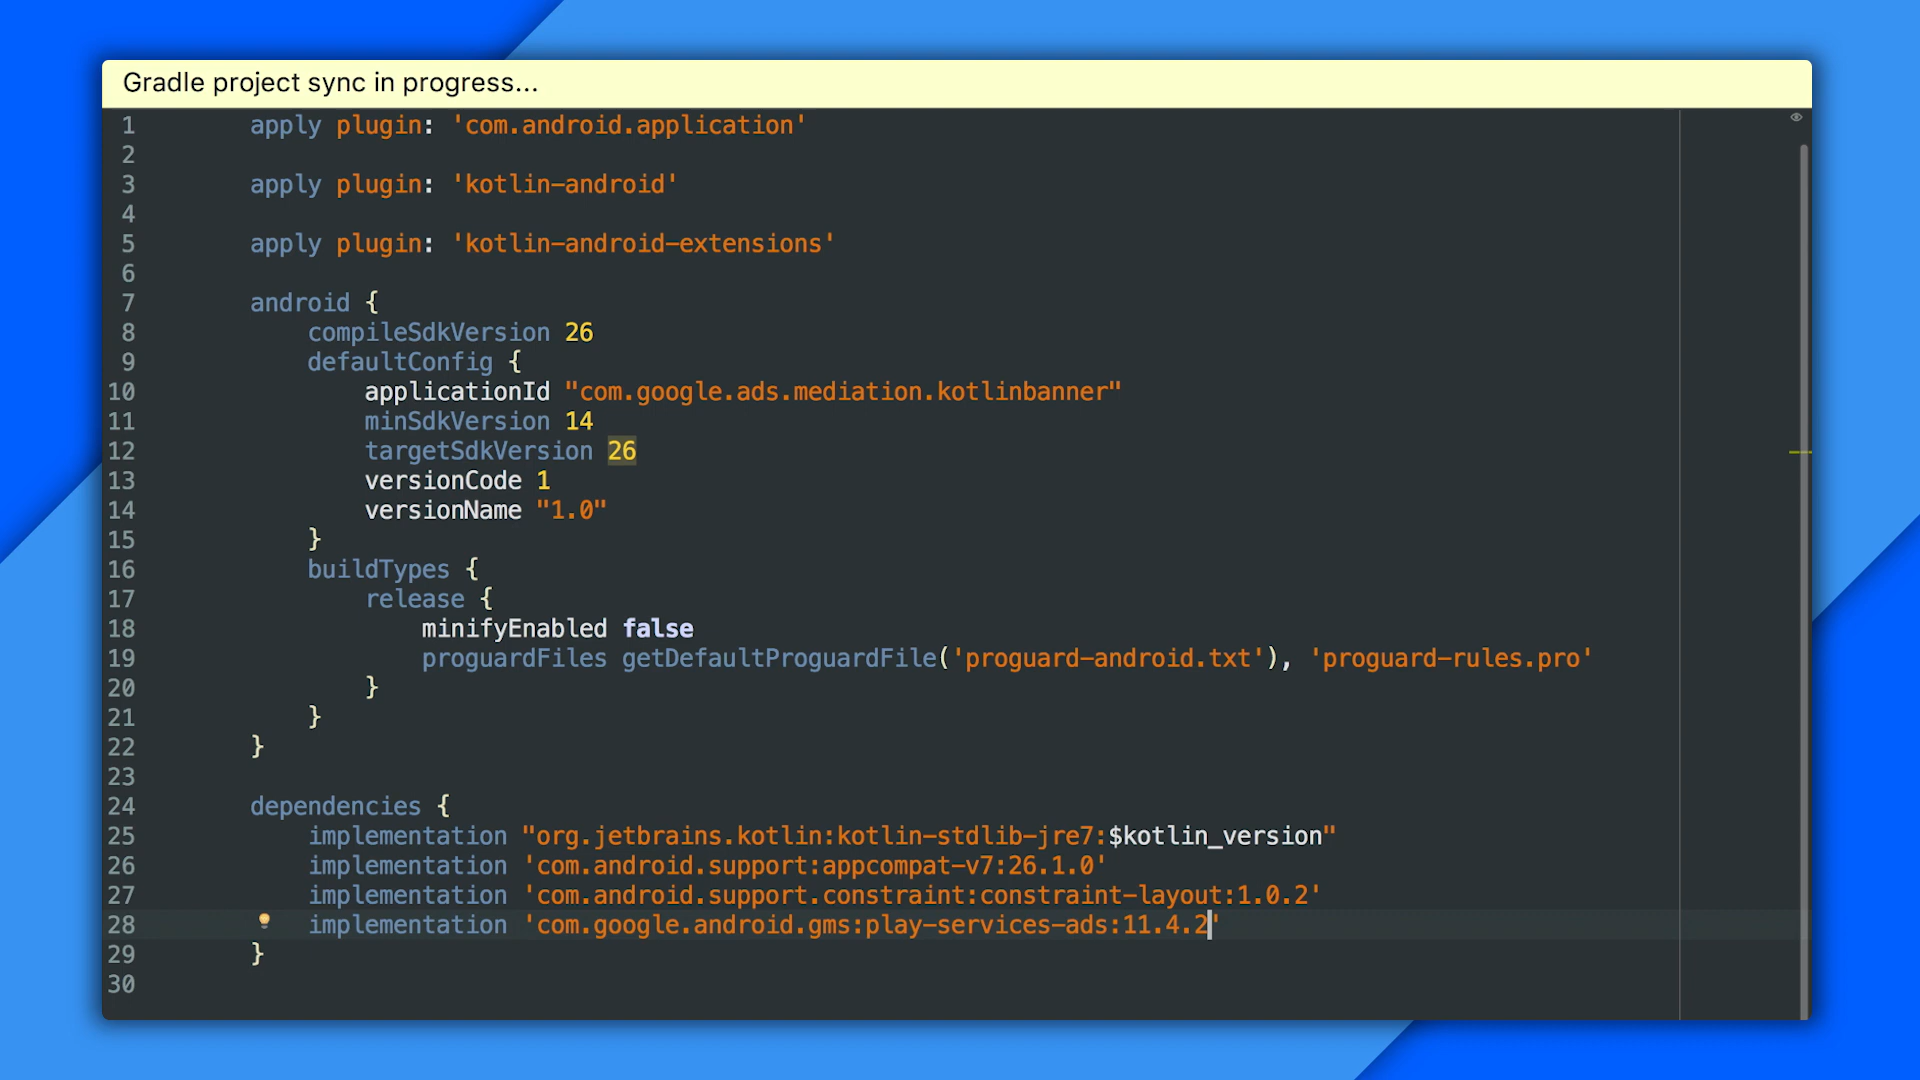 Gradle project sync in progress...
1 apply plugin: 'com.android.application'
2
3 apply plugin: 'kotlin-android'
4
5 apply plugin: 'kotlin-android-extensions'
6
7 android {
8 compileSdkVersion 26
9 defaultConfig {
10 applicationId "com.google.ads.mediation.kotlinbanner"
11 minSdkVersion 14
12 targetSdkVersion 26
13 versionCode 1
14 versionName "1.0"
15 }
16 buildTypes {
17 release {
18 minifyEnabled false
19 proguardFiles getDefaultProguardFile('proguard-android.txt'), 'proguard-rules.pro'
20 }
21 }
22 }
23
24 dependencies {
25 implementation "org.jetbrains.kotlin:kotlin-stdlib-jre7:$kotlin_version"
26 implementation 'com.android.support:appcompat-v7:26.1.0'
27 implementation 'com.android.support.constraint:constraint-layout:1.0.2'
28 implementation 'com.google.android.gms:play-services-ads:11.4.2'
29 }
30